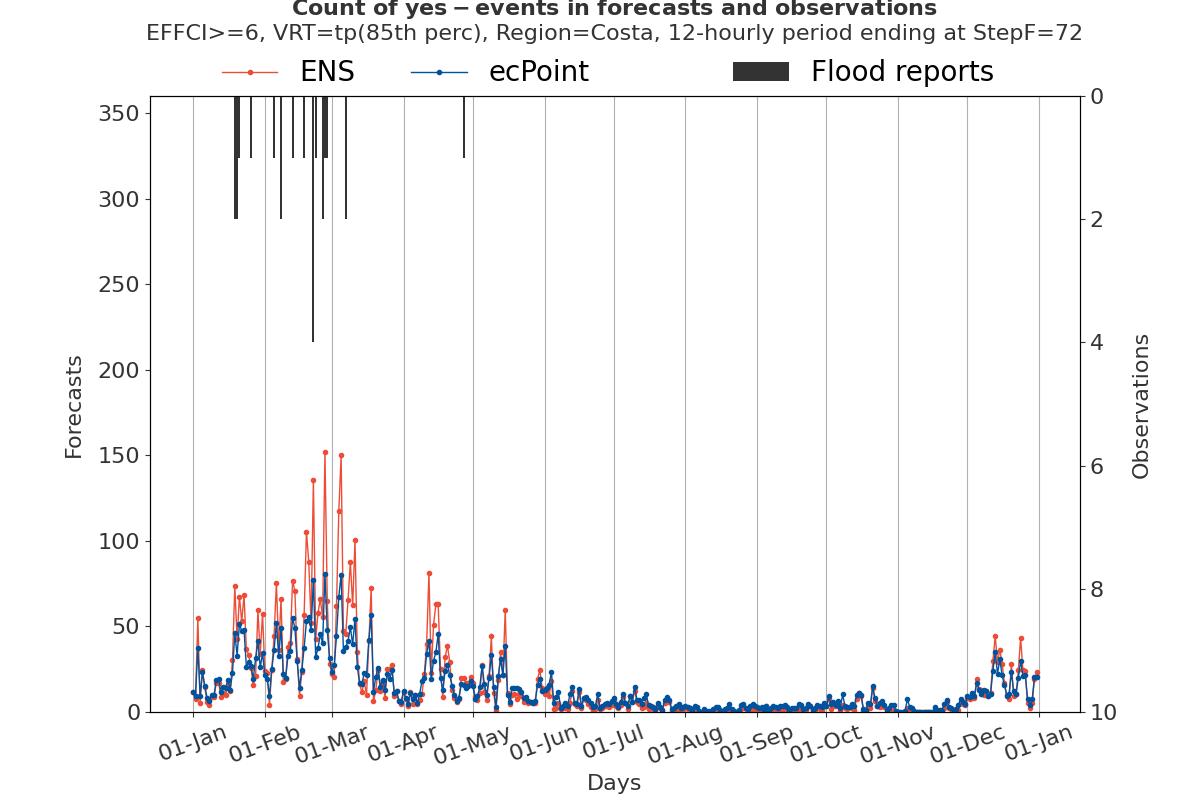 Count of yes − events in forecasts and observations
EFFCI>=6, VRT=tp(85th perc), Region=Costa, 12-hourly period ending at StepF=72
ENS ecPoint Flood reports
350
300
250
200
150
100
50
0
Forecasts
0
2
4
6
8
10
Observations
01-Jan 01-Feb 01-Mar 01-Apr 01-May 01-Jun 01-Jul 01-Aug 01-Sep 01-Oct 01-Nov 01-Dec 01-Jan
Days